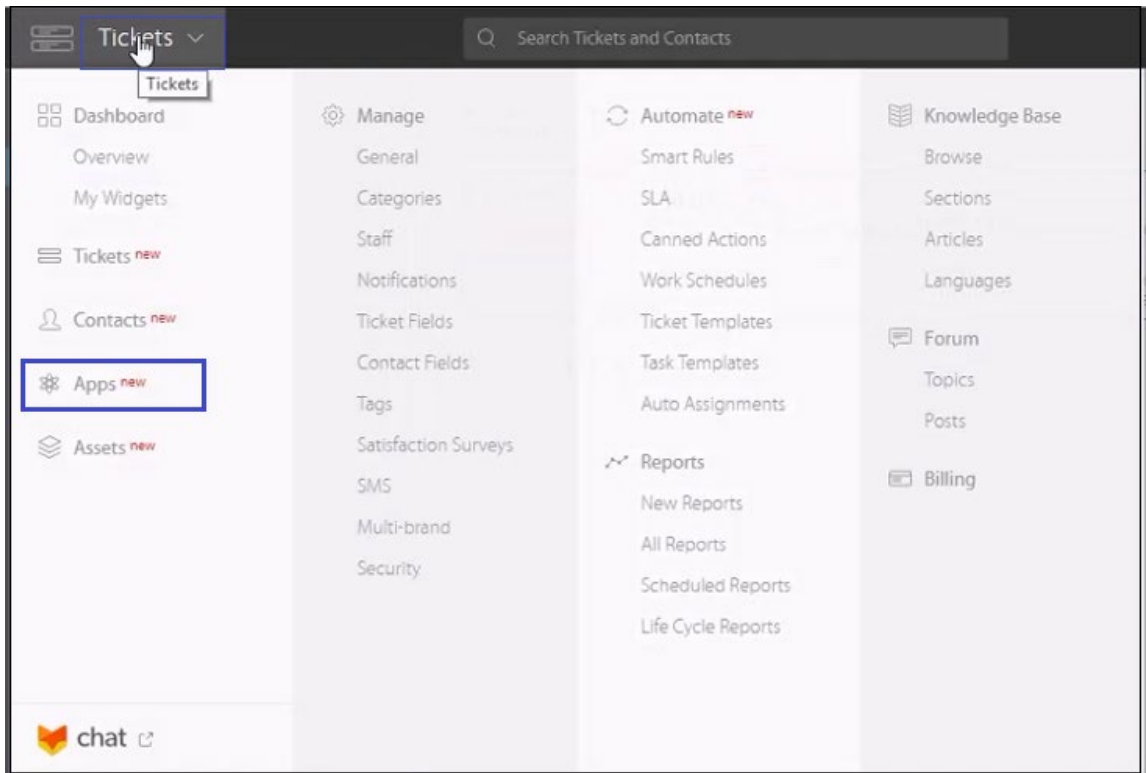 Tickets
Search Tickets and Contacts
Tickets
Dashboard
Overview
My Widgets
Tickets new
Contacts new
Apps new
Assets new
chat
Manage
General
Categories
Staff
Notifications
Ticket Fields
Contact Fields
Tags
Satisfaction Surveys
SMS
Multi-brand
Security
Automate new
Smart Rules
SLA
Canned Actions
Work Schedules
Ticket Templates
Task Templates
Auto Assignments
Reports
New Reports
All Reports
Scheduled Reports
Life Cycle Reports
Knowledge Base
Browse
Sections
Articles
Languages
Forum
Topics
Posts
Billing